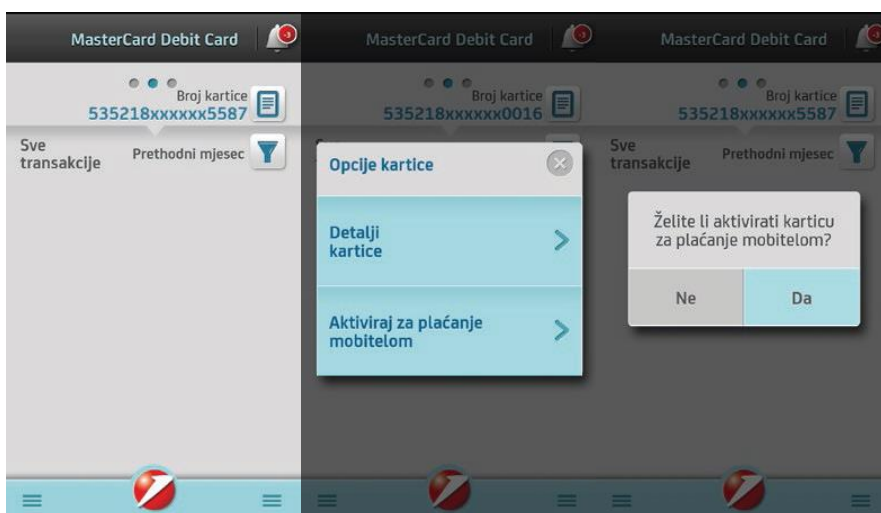 MasterCard Debit Card
Broj kartice
535218xxxxxx5587
Sve
transakcije
Prethodni mjesec
MasterCard Debit Card
Broj kartice
535218xxxxxx0016
Opcije kartice
Detalji
kartice
Aktiviraj za plaćanje
mobitelom
MasterCard Debit Card
Broj kartice
535218xxxxxx5587
Sve
transakcije
Prethodni mjesec
Želite li aktivirati karticu
za plaćanje mobitelom?
Ne
Da